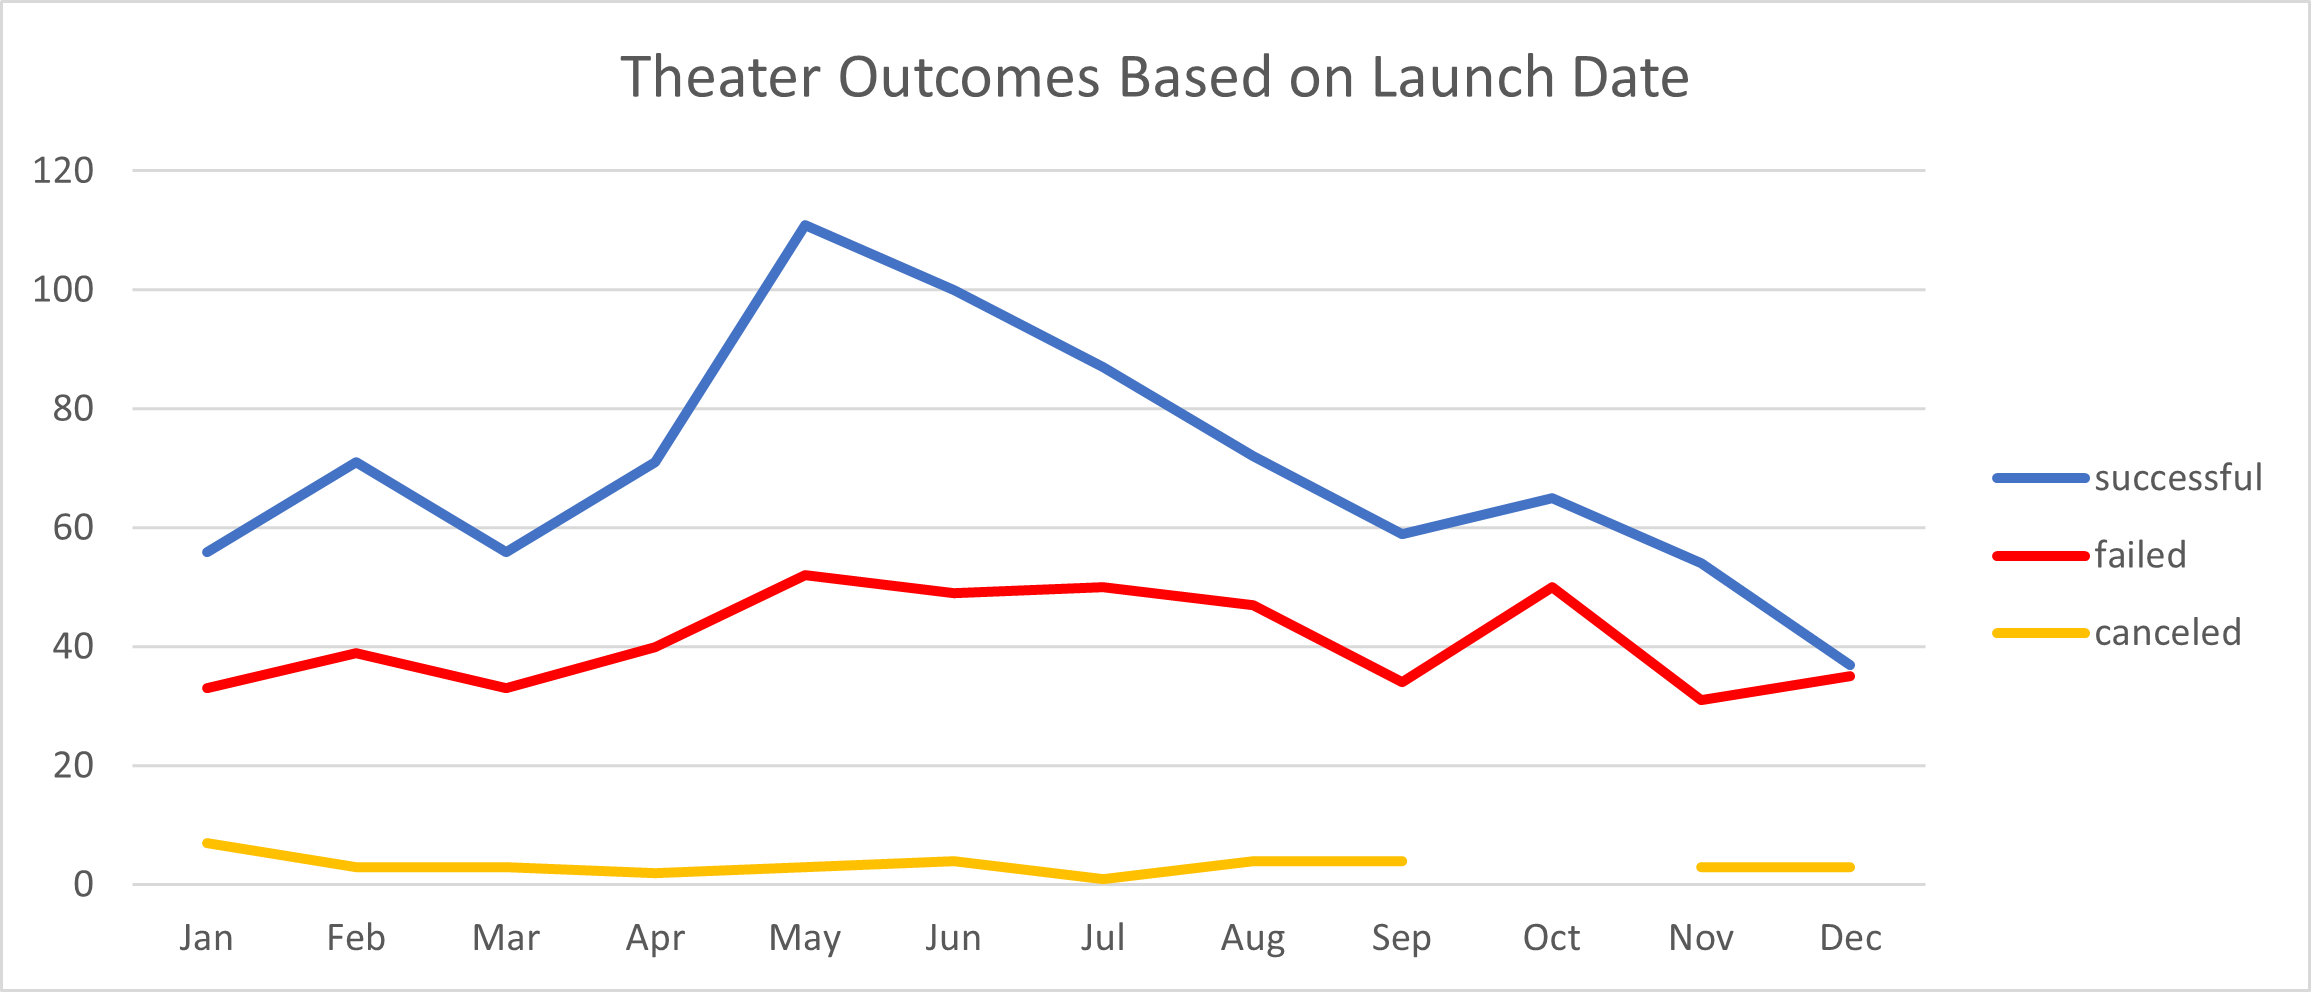 Theater Outcomes Based on Launch Date
120
100
80
60
40
20
0
Jan Feb Mar Apr May Jun Jul Aug Sep Oct Nov Dec
successful
failed
canceled